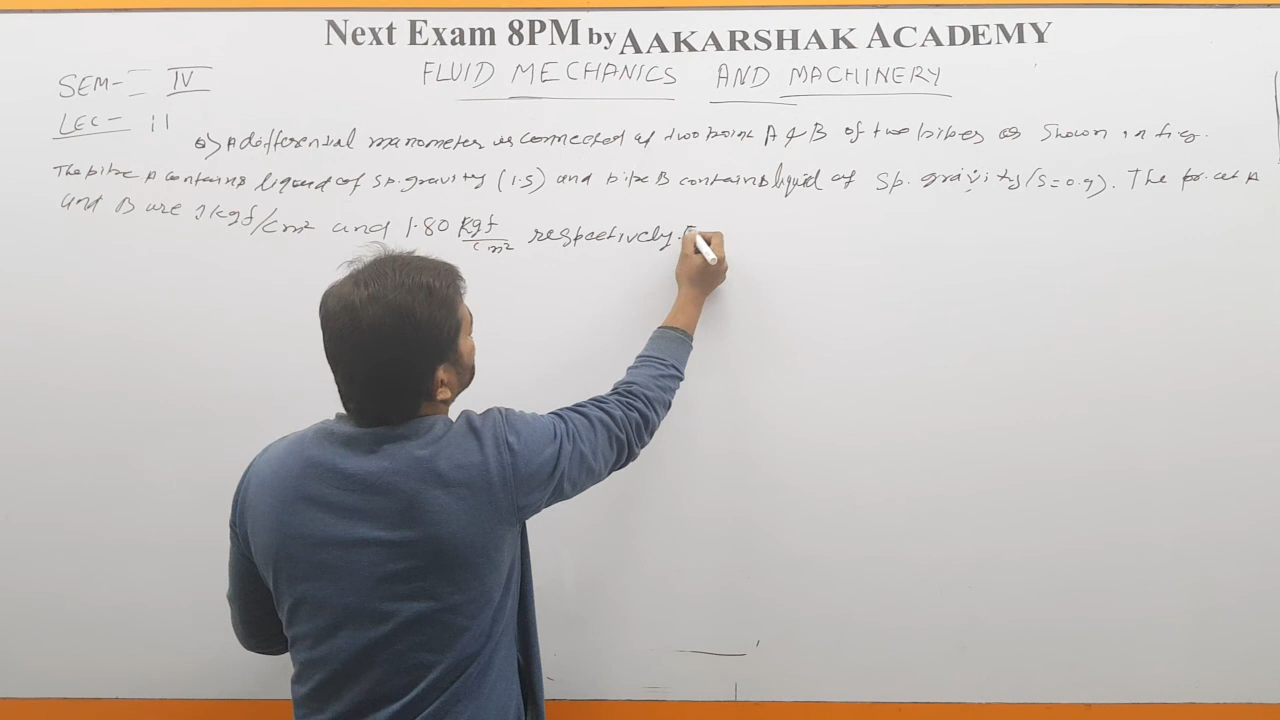 Next Exam 8PM by AAKARSHAK ACADEMY
FLUID MECHANICS AND MACHINERY
SEM- IV
LEC- 11
Q) A differential manometer is connected at two point A & B of two pipes as shown in fig.
The pipe A contains liquid of sp. gravity (1.5) and pipe B contains liquid of sp. gravity (S=0.9). The pr. at A
and B are 1 kgf/cm² and 1.80 kgf/cm² respectively.